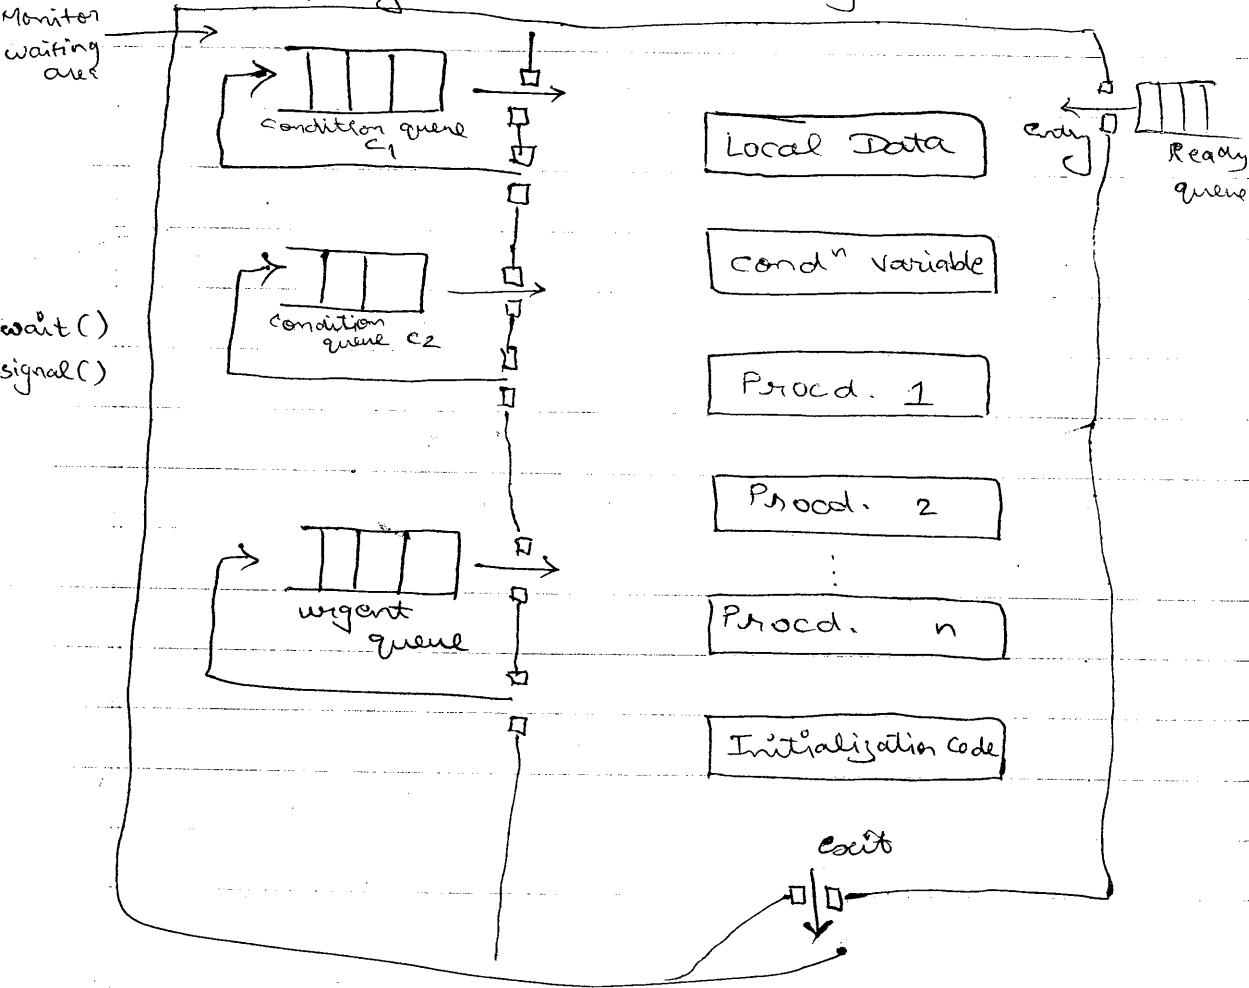 Monitor
waiting
area
condition queue
c1
Local Data
entry
Ready
queue
condn variable
wait()
signal()
condition
queue c2
Procd. 1
Procd. 2
urgent
queue
Procd. n
Initialization code
exit